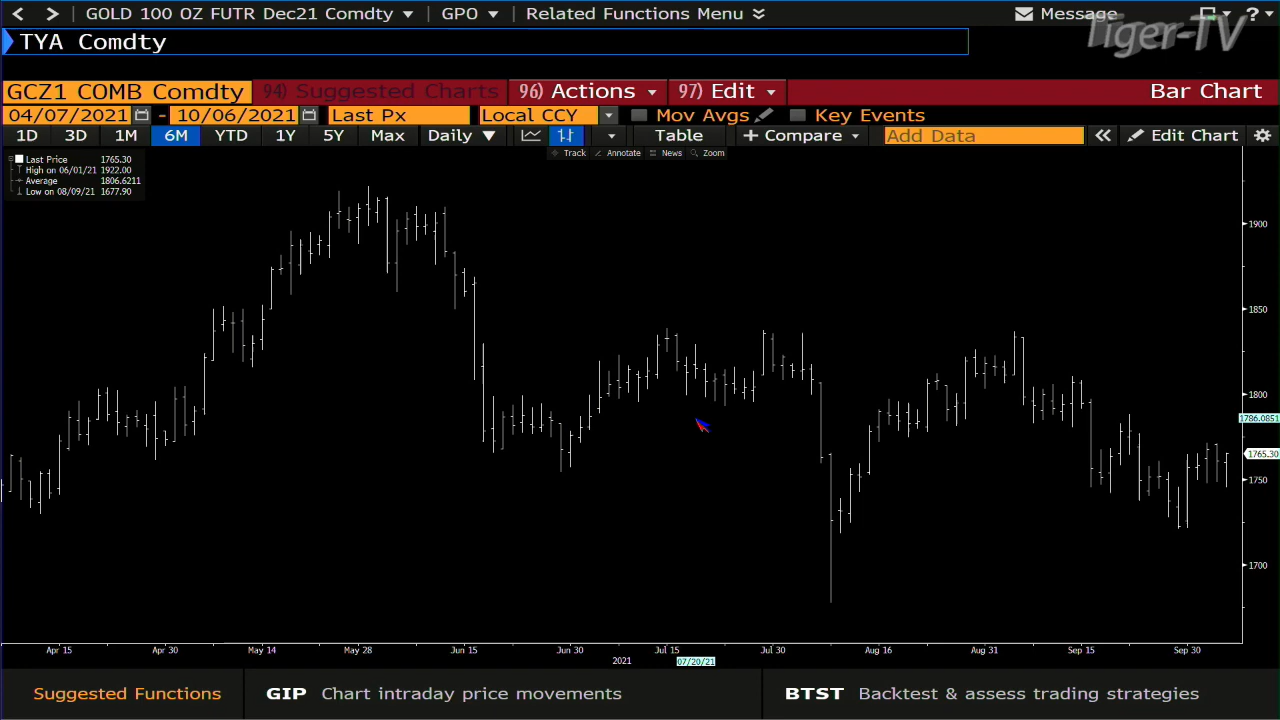 GOLD 100 OZ FUTR Dec21 Comdty GPO Related Functions Menu Message ?
Tiger-TV
TYA Comdty
GCZ1 COMB Comdty 94) Suggested Charts 96) Actions 97) Edit Bar Chart
04/07/2021 - 10/06/2021 Last Px Local CCY Mov Avgs Key Events
1D 3D 1M 6M YTD 1Y 5Y Max Daily Table + Compare Add Data Edit Chart
Track Annotate News Zoom
Last Price 1765.30
High on 06/01/21 1922.00
Average 1806.6211
Low on 08/09/21 1677.90
1900
1850
1800
1786.0851
1765.30
1750
1700
Apr 15 Apr 30 May 14 May 28 Jun 15 Jun 30 Jul 15 Jul 30 Aug 16 Aug 31 Sep 15 Sep 30
2021 07/20/21
Suggested Functions GIP Chart intraday price movements BTST Backtest & assess trading strategies